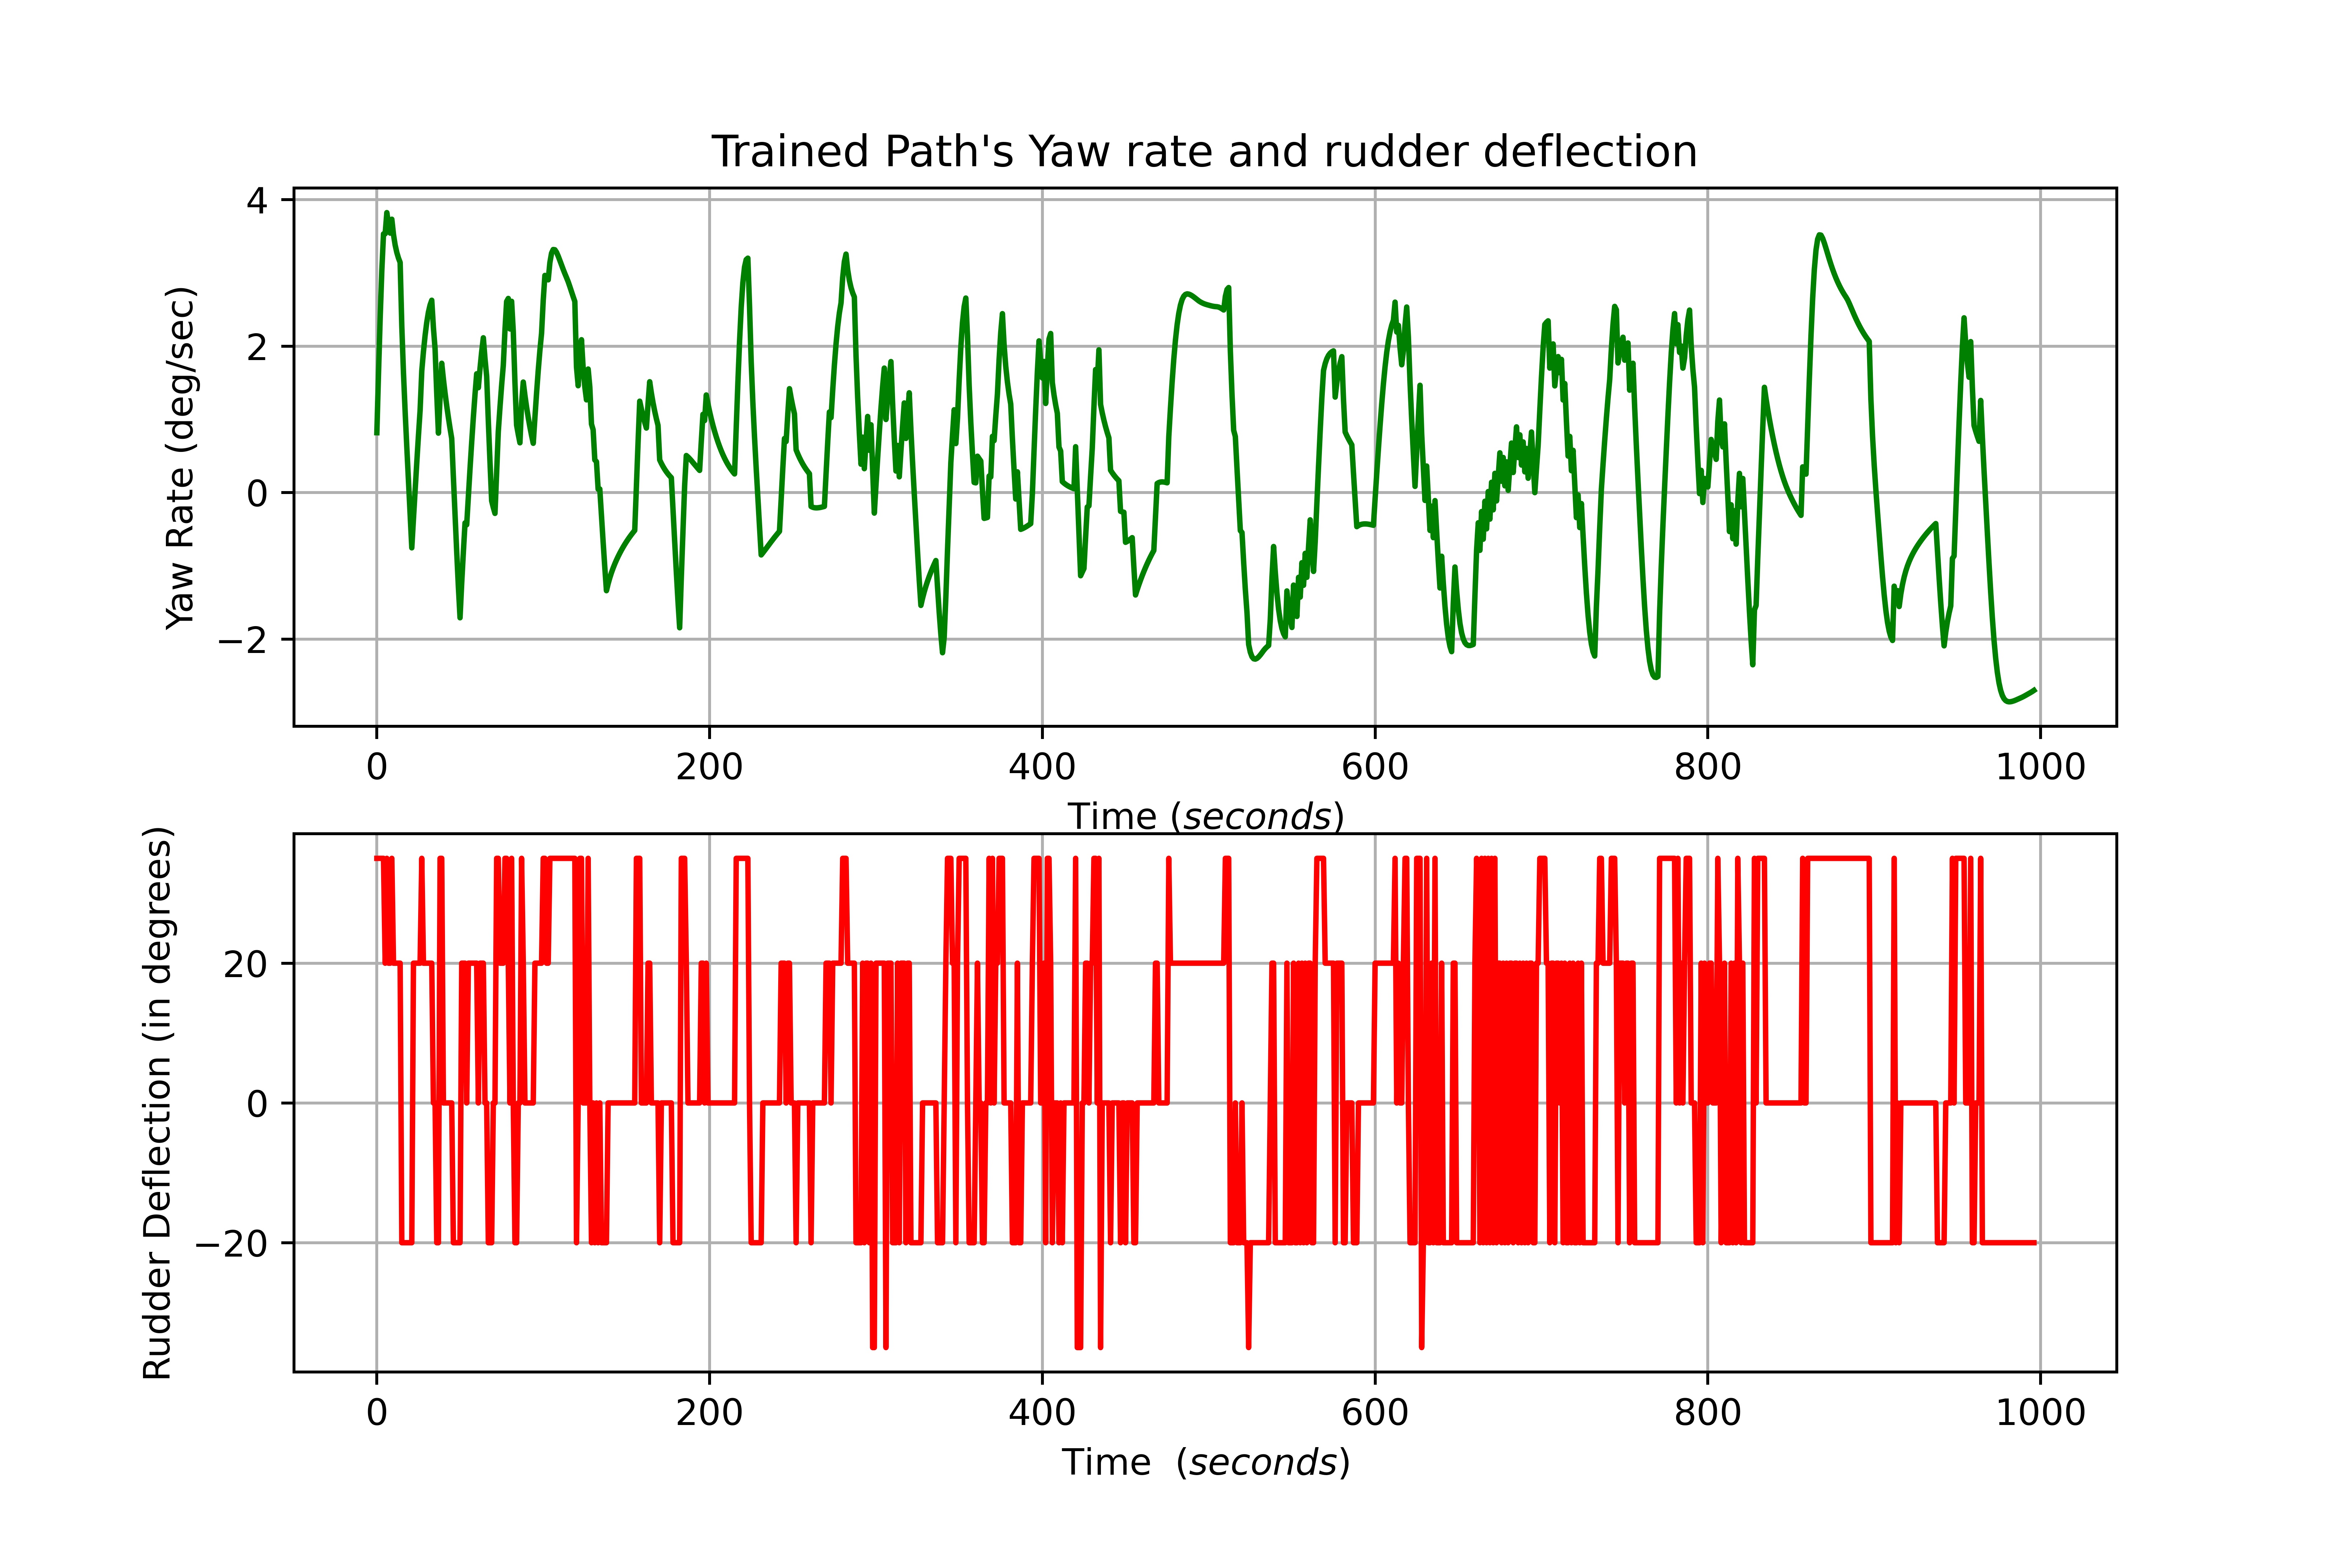 Trained Path's Yaw rate and rudder deflection
Yaw Rate (deg/sec)
4
2
0
−2
0 200 400 600 800 1000
Time (seconds)
Rudder Deflection (in degrees)
20
0
−20
0 200 400 600 800 1000
Time (seconds)